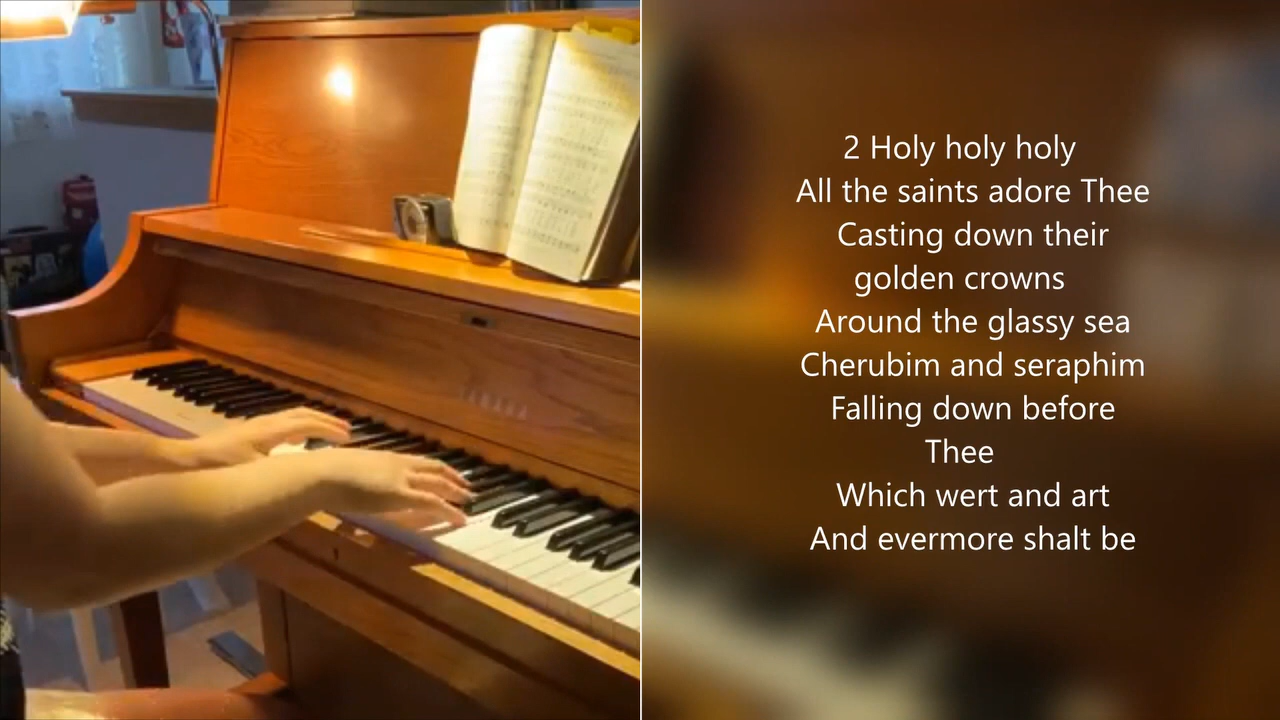 2 Holy holy holy
All the saints adore Thee
Casting down their
golden crowns
Around the glassy sea
Cherubim and seraphim
Falling down before
Thee
Which wert and art
And evermore shalt be
YAMAHA